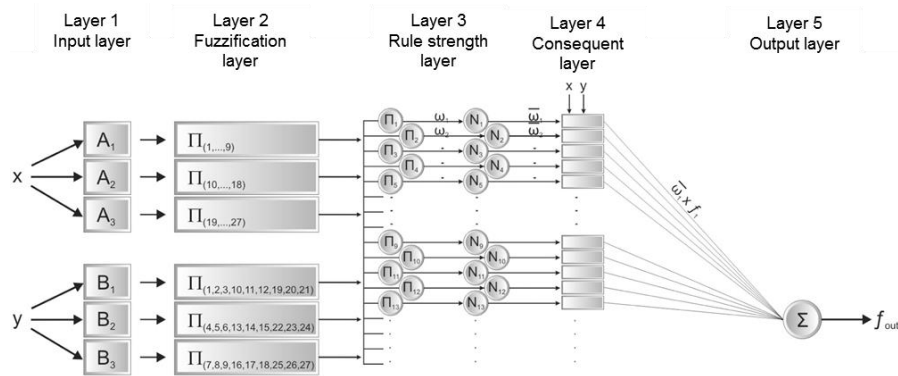 Layer 1
Input layer
Layer 2
Fuzzification
layer
Layer 3
Rule strength
layer
Layer 4
Consequent
layer
Layer 5
Output layer
x y
x
A₁
A₂
A₃
y
B₁
B₂
B₃
Π(1,...,9)
Π(10,...,18)
Π(19,...,27)
Π(1,2,3,10,11,12,19,20,21)
Π(4,5,6,13,14,15,22,23,24)
Π(7,8,9,16,17,18,25,26,27)
Π₁ ω₁ N₁ ω̅₁
Π₂ ω₂ N₂ ω̅₂
Π₃ N₃
Π₄ N₄
Π₅ N₅
Π₉ N₉
Π₁₀ N₁₀
Π₁₁ N₁₁
Π₁₂ N₁₂
Π₁₃ N₁₃
ω̅₁ x f₁
Σ
f out